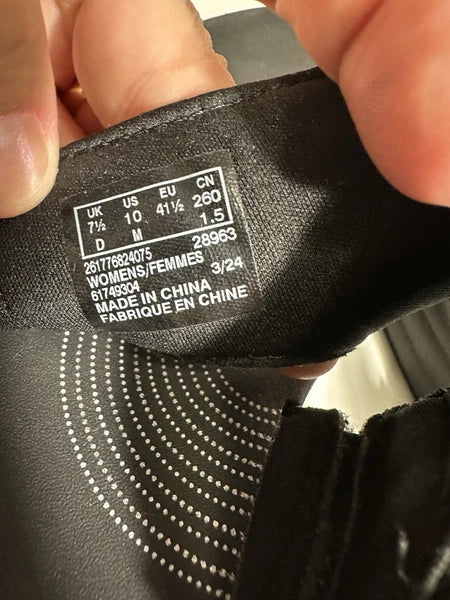 UK US EU CN
7½ 10 41½ 260
D M 1.5
261776824075 28963
WOMENS/FEMMES
61749304 3/24
MADE IN CHINA
FABRIQUE EN CHINE